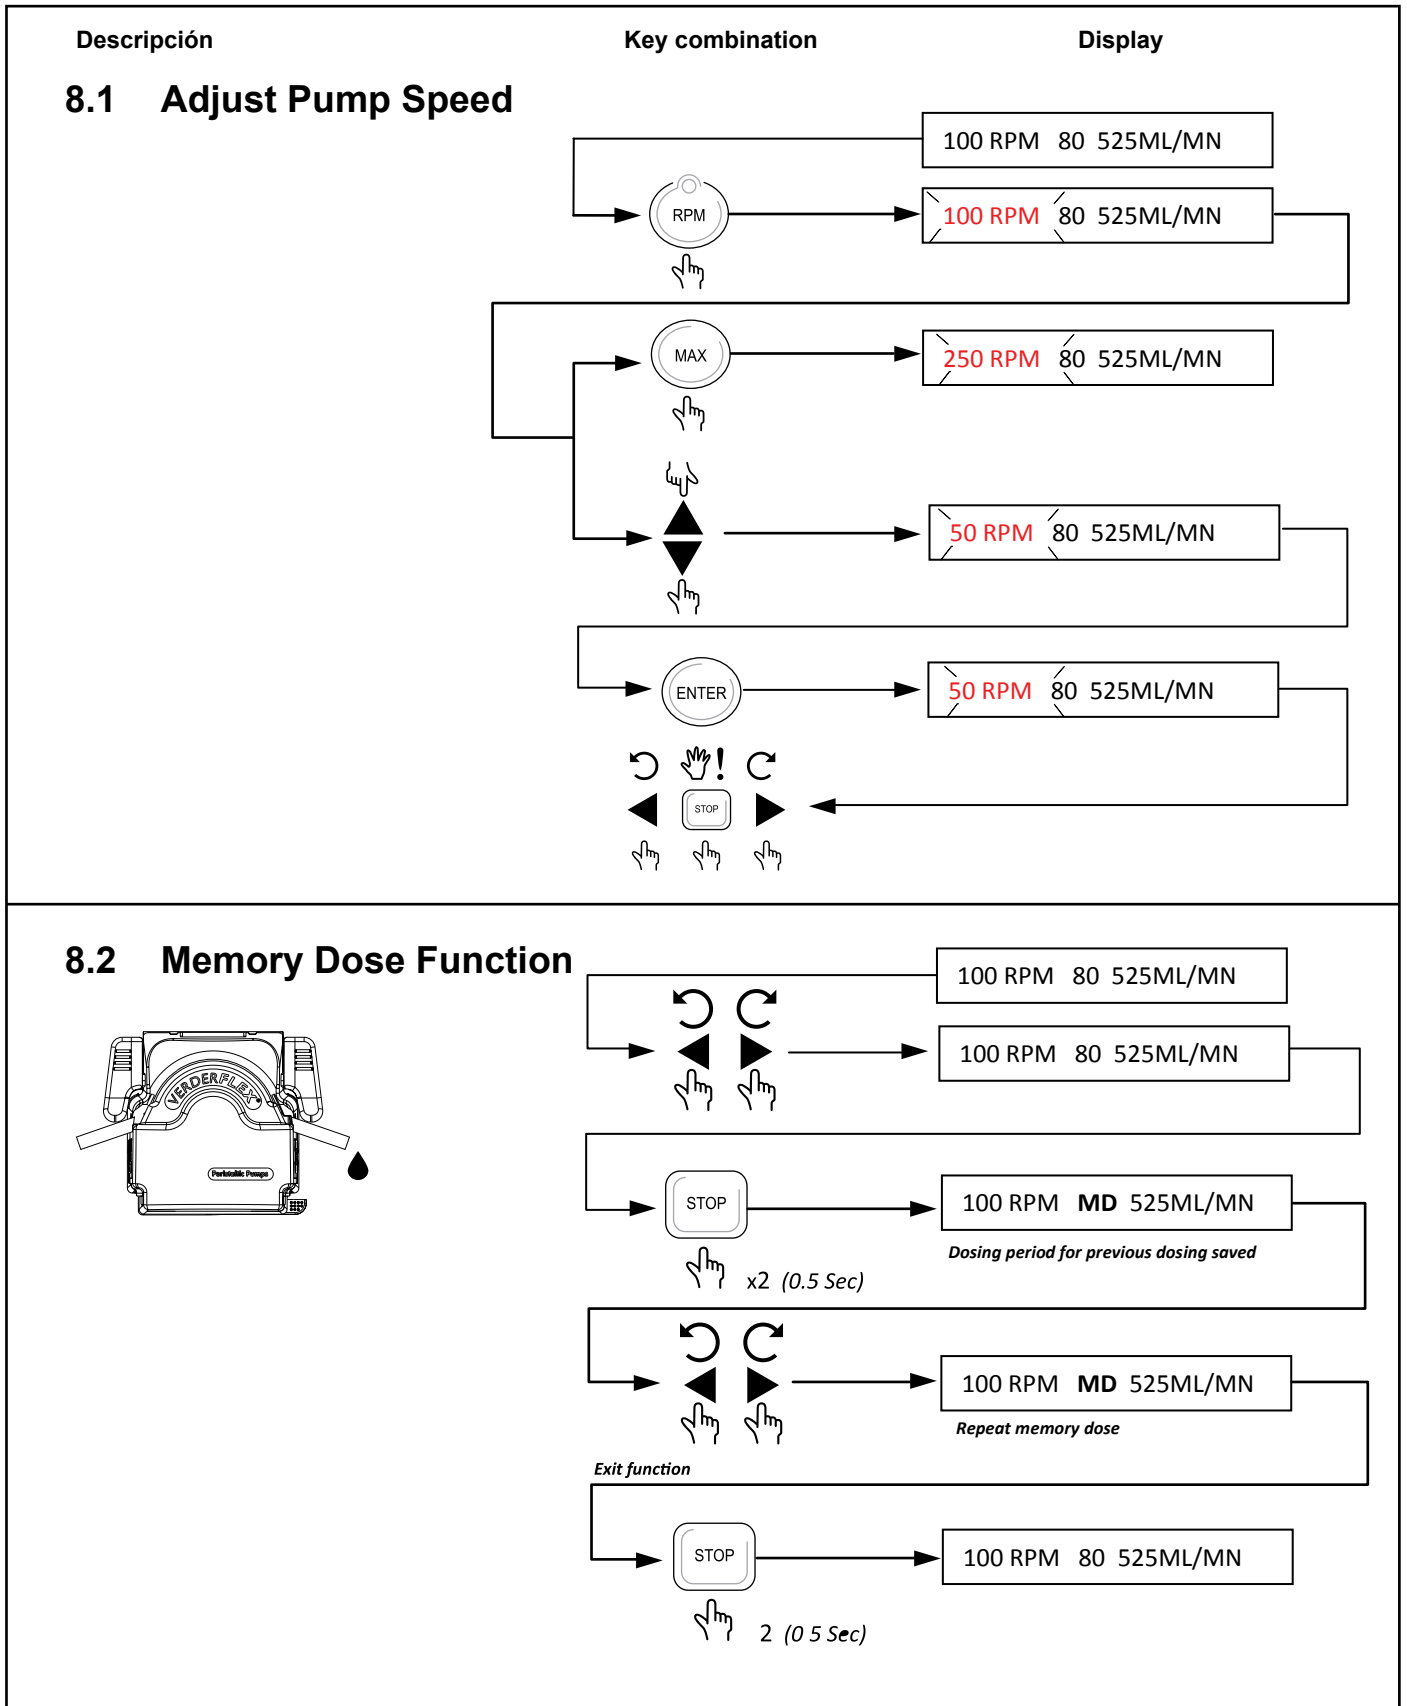 Descripción Key combination Display
8.1 Adjust Pump Speed
100 RPM 80 525ML/MN
RPM
100 RPM 80 525ML/MN
MAX
250 RPM 80 525ML/MN
50 RPM 80 525ML/MN
ENTER
50 RPM 80 525ML/MN
!
STOP
8.2 Memory Dose Function
100 RPM 80 525ML/MN
100 RPM 80 525ML/MN
VERDERFLEX®
Peristaltic Pumps
STOP
100 RPM MD 525ML/MN
Dosing period for previous dosing saved
x2 (0.5 Sec)
100 RPM MD 525ML/MN
Repeat memory dose
Exit function
STOP
100 RPM 80 525ML/MN
2 (0 5 Sec)